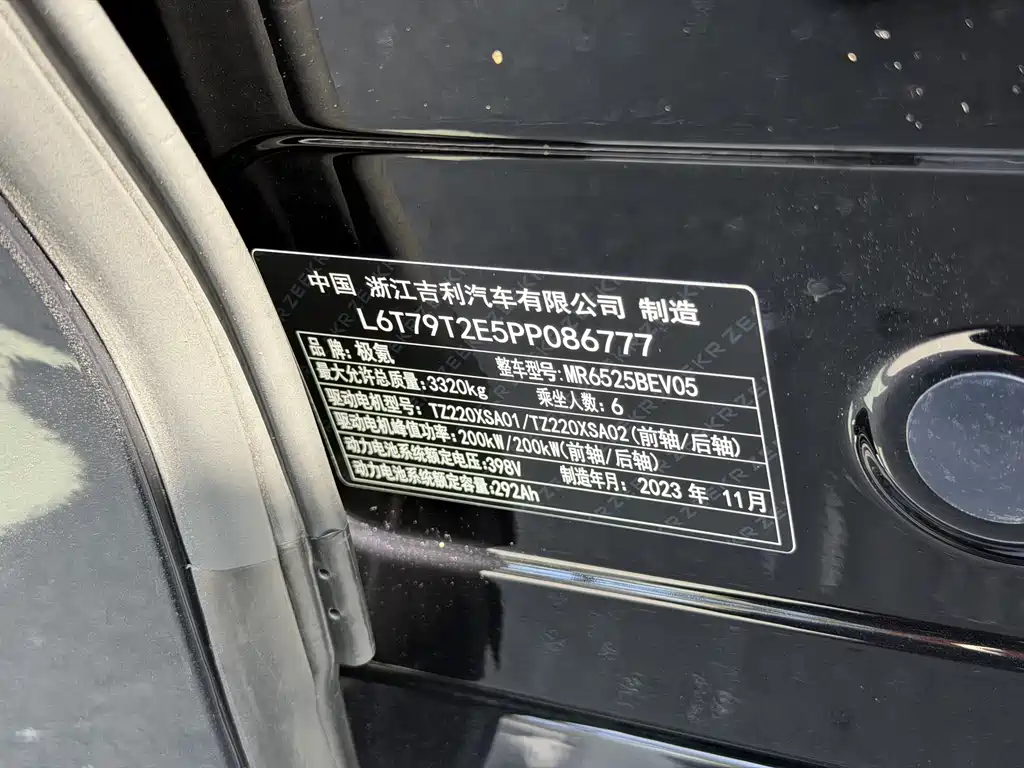 中国 浙江吉利汽车有限公司 制造
L6T79T2E5PP086777
品牌:极氪 整车型号:MR6525BEV05
最大允许总质量:3320kg 乘坐人数:6
驱动电机型号: TZ220XSA01/TZ220XSA02(前轴/后轴)
驱动电机峰值功率:200kW/200kW(前轴/后轴)
动力电池系统额定电压:398V 制造年月: 2023 年 11月
动力电池系统额定容量:292Ah